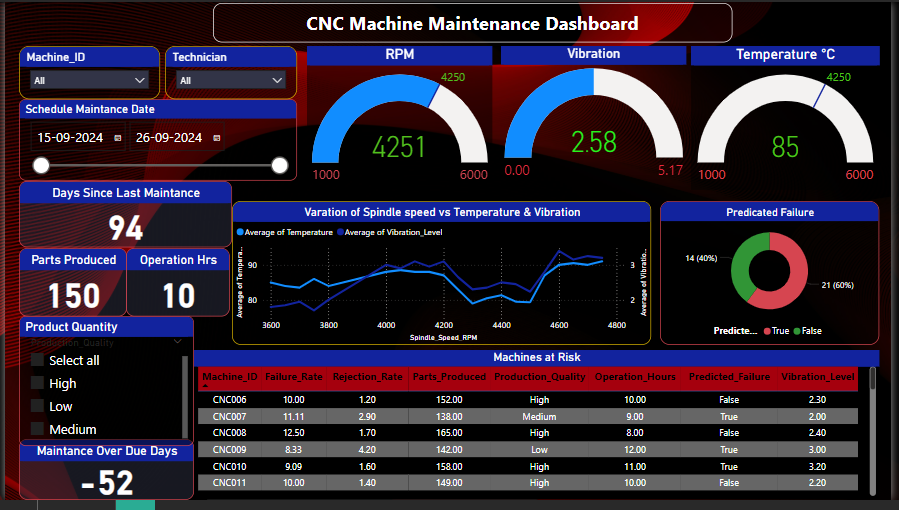 CNC Machine Maintenance Dashboard
Machine_ID
All
Technician
All
Schedule Maintance Date
15-09-2024
26-09-2024
RPM
4250
4251
1000
6000
Vibration
2.58
0.00
5.17
Temperature °C
4250
85
1000
6000
Days Since Last Maintance
94
Parts Produced
150
Operation Hrs
10
Varation of Spindle speed vs Temperature & Vibration
Average of Temperature
Average of Vibration_Level
Average of Tempera..
90
80
3
2
Average of Vibratio..
3600
3800
4000
4200
4400
4600
4800
Spindle_Speed_RPM
Predicated Failure
14 (40%)
21 (60%)
Predicte... True False
Product Quantity
Production_Quality
Select all
High
Low
Medium
Maintance Over Due Days
-52
Machines at Risk
Machine_ID Failure_Rate Rejection_Rate Parts_Produced Production_Quality Operation_Hours Predicted_Failure Vibration_Level
CNC006 10.00 1.20 152.00 High 10.00 False 2.30
CNC007 11.11 2.90 138.00 Medium 9.00 True 2.00
CNC008 12.50 1.70 165.00 High 8.00 False 2.40
CNC009 8.33 4.20 142.00 Low 12.00 True 3.00
CNC010 9.09 1.60 158.00 High 11.00 True 3.20
CNC011 10.00 1.40 149.00 High 10.00 False 2.20